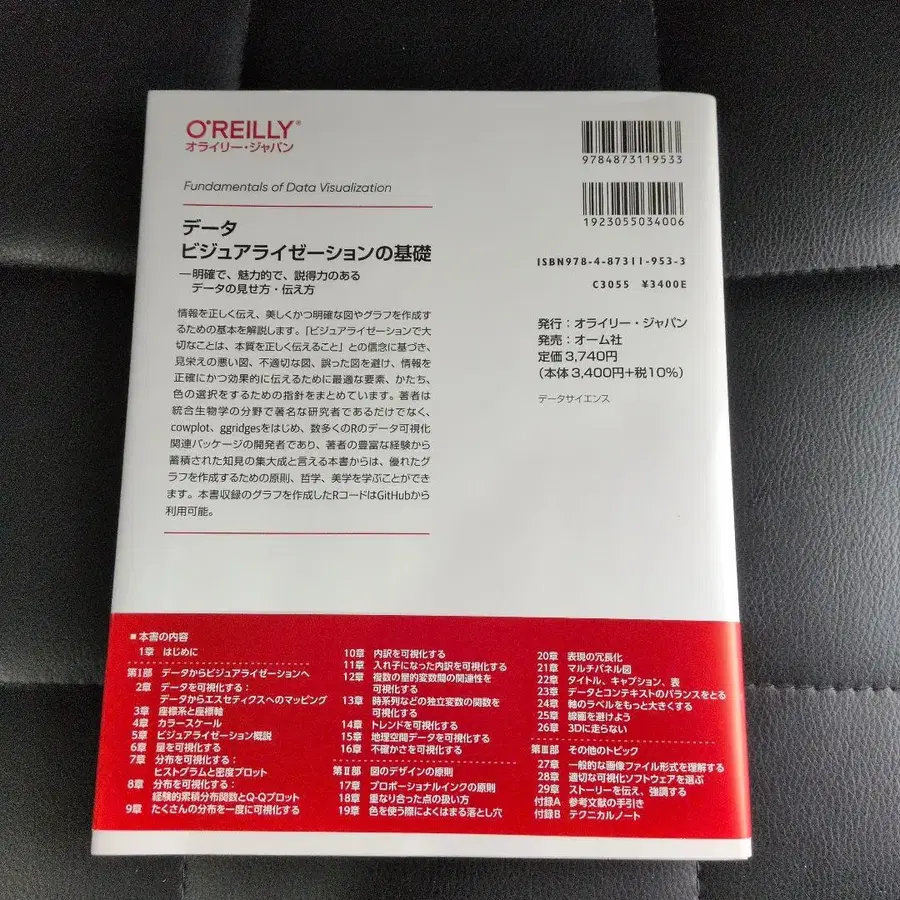 O'REILLY®
オライリー・ジャパン
Fundamentals of Data Visualization
データ
ビジュアライゼーションの基礎
―明確で、魅力的で、説得力のある
データの見せ方・伝え方
情報を正しく伝え、美しくかつ明確な図やグラフを作成す
るための基本を解説します。「ビジュアライゼーションで大
切なことは、本質を正しく伝えること」との信念に基づき、
見栄えの悪い図、不適切な図、誤った図を避け、情報を
正確にかつ効果的に伝えるために最適な要素、かたち、
色の選択をするための指針をまとめています。著者は
統合生物学の分野で著名な研究者であるだけでなく、
cowplot、ggridgesをはじめ、数多くのRのデータ可視化
関連パッケージの開発者であり、著者の豊富な経験から
蓄積された知見の集大成と言える本書からは、優れたグ
ラフを作成するための原則、哲学、美学を学ぶことができ
ます。本書収録のグラフを作成したRコードはGitHubから
利用可能。
9784873119533
1923055034006
ISBN978-4-87311-953-3
C3055 ¥3400E
発行：オライリー・ジャパン
発売：オーム社
定価3,740円
（本体3,400円+税10%）
データサイエンス
■ 本書の内容
1章 はじめに
第Ⅰ部 データからビジュアライゼーションへ
2章 データを可視化する：
データからエスセティクスへのマッピング
3章 座標系と座標軸
4章 カラースケール
5章 ビジュアライゼーション概説
6章 量を可視化する
7章 分布を可視化する：
ヒストグラムと密度プロット
8章 分布を可視化する：
経験的累積分布関数とQ-Qプロット
9章 たくさんの分布を一度に可視化する
10章 内訳を可視化する
11章 入れ子になった内訳を可視化する
12章 複数の量的変数間の関連性を
可視化する
13章 時系列などの独立変数の関数を
可視化する
14章 トレンドを可視化する
15章 地理空間データを可視化する
16章 不確かさを可視化する
第Ⅱ部 図のデザインの原則
17章 プロポーショナルインクの原則
18章 重なり合った点の扱い方
19章 色を使う際によくはまる落とし穴
20章 表現の冗長化
21章 マルチパネル図
22章 タイトル、キャプション、表
23章 データとコンテキストのバランスをとる
24章 軸のラベルをもっと大きくする
25章 線画を避けよう
26章 3Dに走らない
第Ⅲ部 その他のトピック
27章 一般的な画像ファイル形式を理解する
28章 適切な可視化ソフトウェアを選ぶ
29章 ストーリーを伝え、強調する
付録A 参考文献の手引き
付録B テクニカルノート